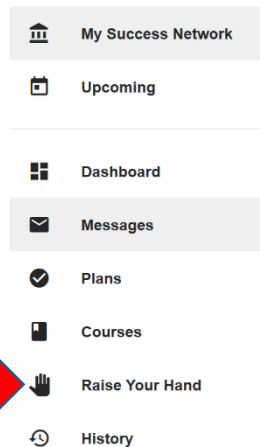 My Success Network
Upcoming
Dashboard
Messages
Plans
Courses
Raise Your Hand
History